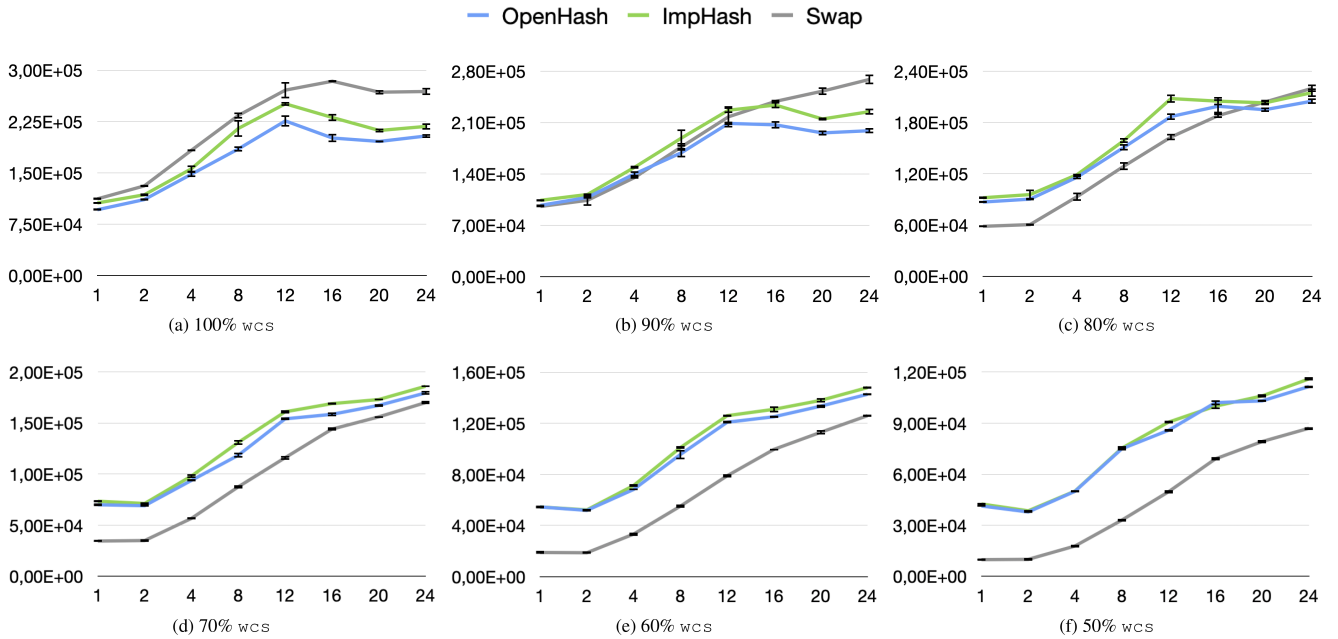 OpenHash ImpHash Swap
3,00E+05
2,25E+05
1,50E+05
7,50E+04
0,00E+00
1 2 4 8 12 16 20 24
(a) 100% wcs
2,80E+05
2,10E+05
1,40E+05
7,00E+04
0,00E+00
1 2 4 8 12 16 20 24
(b) 90% wcs
2,40E+05
1,80E+05
1,20E+05
6,00E+04
0,00E+00
1 2 4 8 12 16 20 24
(c) 80% wcs
2,00E+05
1,50E+05
1,00E+05
5,00E+04
0,00E+00
1 2 4 8 12 16 20 24
(d) 70% wcs
1,60E+05
1,20E+05
8,00E+04
4,00E+04
0,00E+00
1 2 4 8 12 16 20 24
(e) 60% wcs
1,20E+05
9,00E+04
6,00E+04
3,00E+04
0,00E+00
1 2 4 8 12 16 20 24
(f) 50% wcs